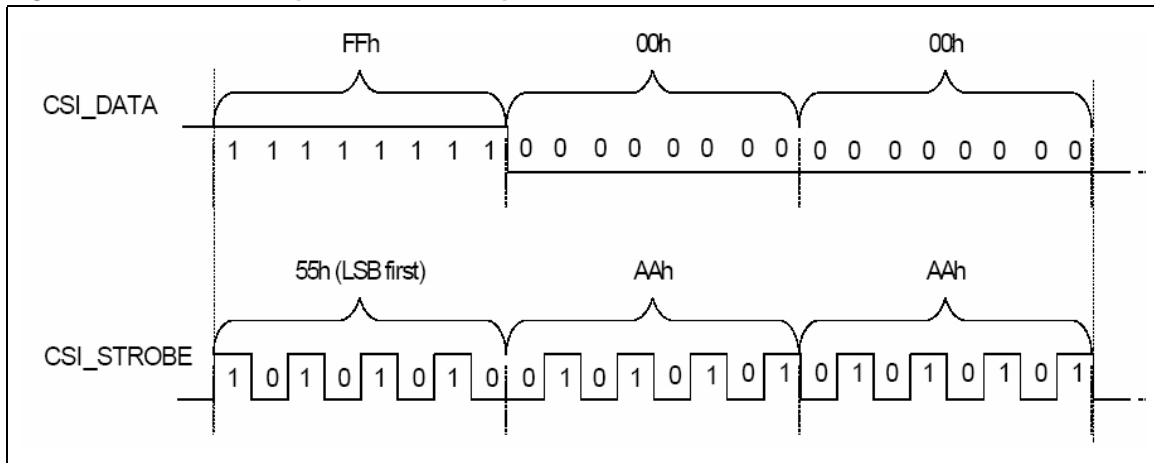 FFh 00h 00h
CSI_DATA
1 1 1 1 1 1 1 1 0 0 0 0 0 0 0 0 0 0 0 0 0 0 0 0
55h (LSB first) AAh AAh
CSI_STROBE
1 0 1 0 1 0 1 0 0 1 0 1 0 1 0 1 0 1 0 1 0 1 0 1